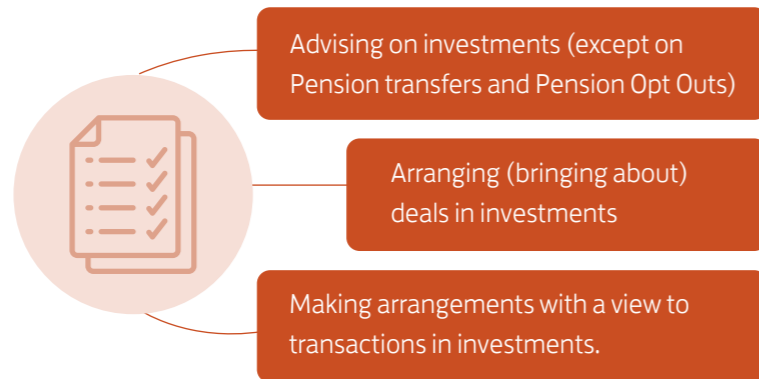 Advising on investments (except on
Pension transfers and Pension Opt Outs)
Arranging (bringing about)
deals in investments
Making arrangements with a view to
transactions in investments.